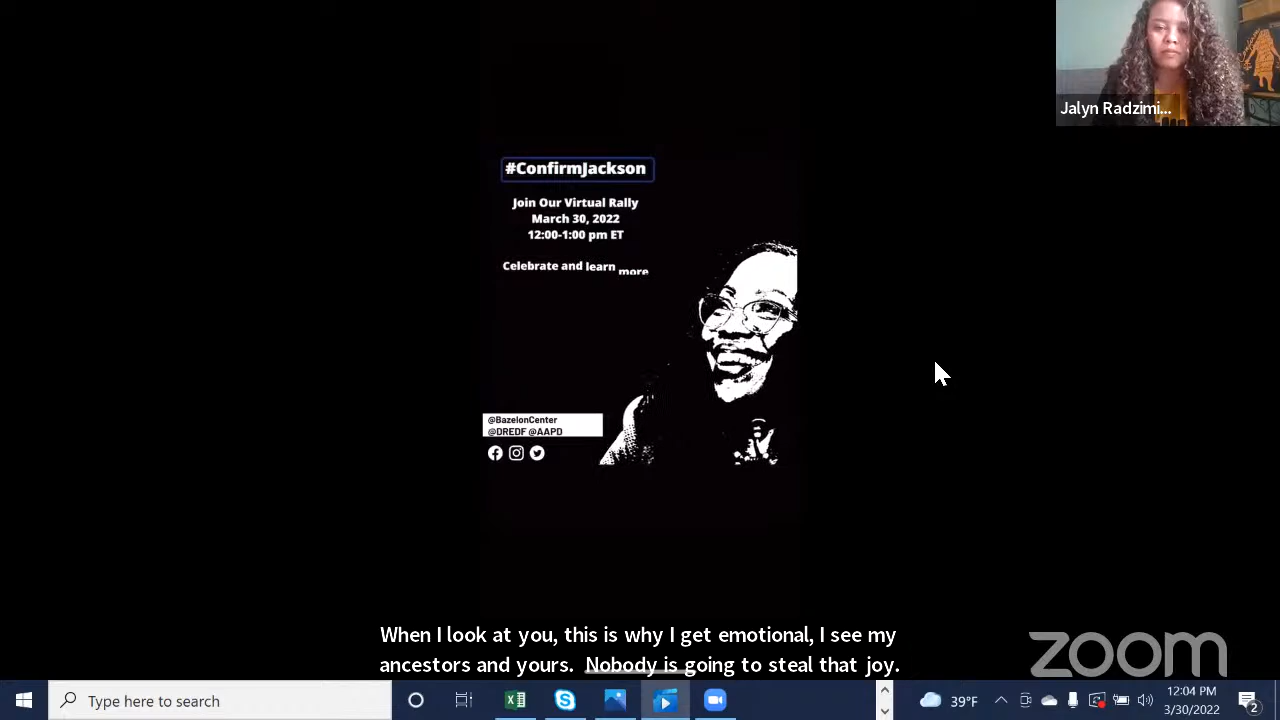 Jalyn Radzimi...
#ConfirmJackson
Join Our Virtual Rally
March 30, 2022
12:00-1:00 pm ET
Celebrate and learn more
@BazelonCenter
@DREDF @AAPD
When I look at you, this is why I get emotional, I see my
ancestors and yours. Nobody is going to steal that joy.
zoom
Type here to search
39°F
12:04 PM
3/30/2022
2